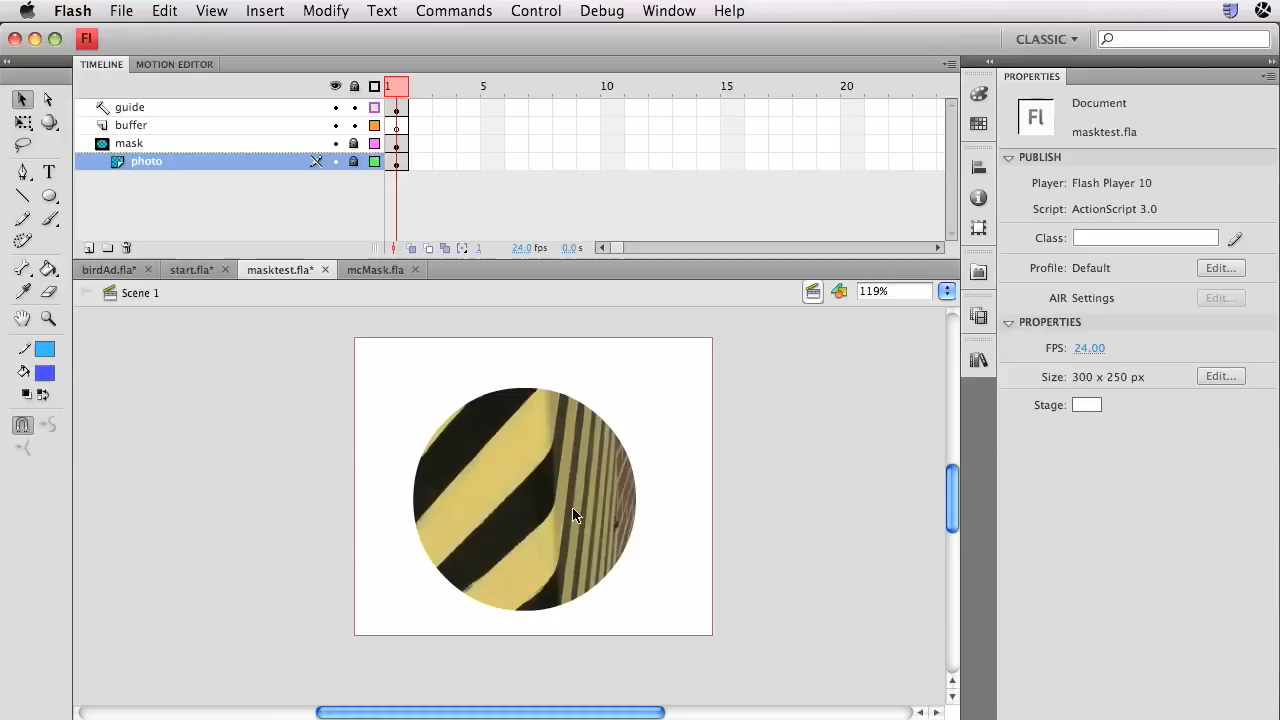 Flash File Edit View Insert Modify Text Commands Control Debug Window Help
Fl CLASSIC
TIMELINE MOTION EDITOR
1 5 10 15 20
guide
buffer
mask
photo
1 24.0 fps 0.0 s
birdAd.fla* start.fla* masktest.fla* mcMask.fla
Scene 1 119%
PROPERTIES
Fl Document
masktest.fla
PUBLISH
Player: Flash Player 10
Script: ActionScript 3.0
Class:
Profile: Default Edit...
AIR Settings Edit...
PROPERTIES
FPS: 24.00
Size: 300 x 250 px Edit...
Stage:
T